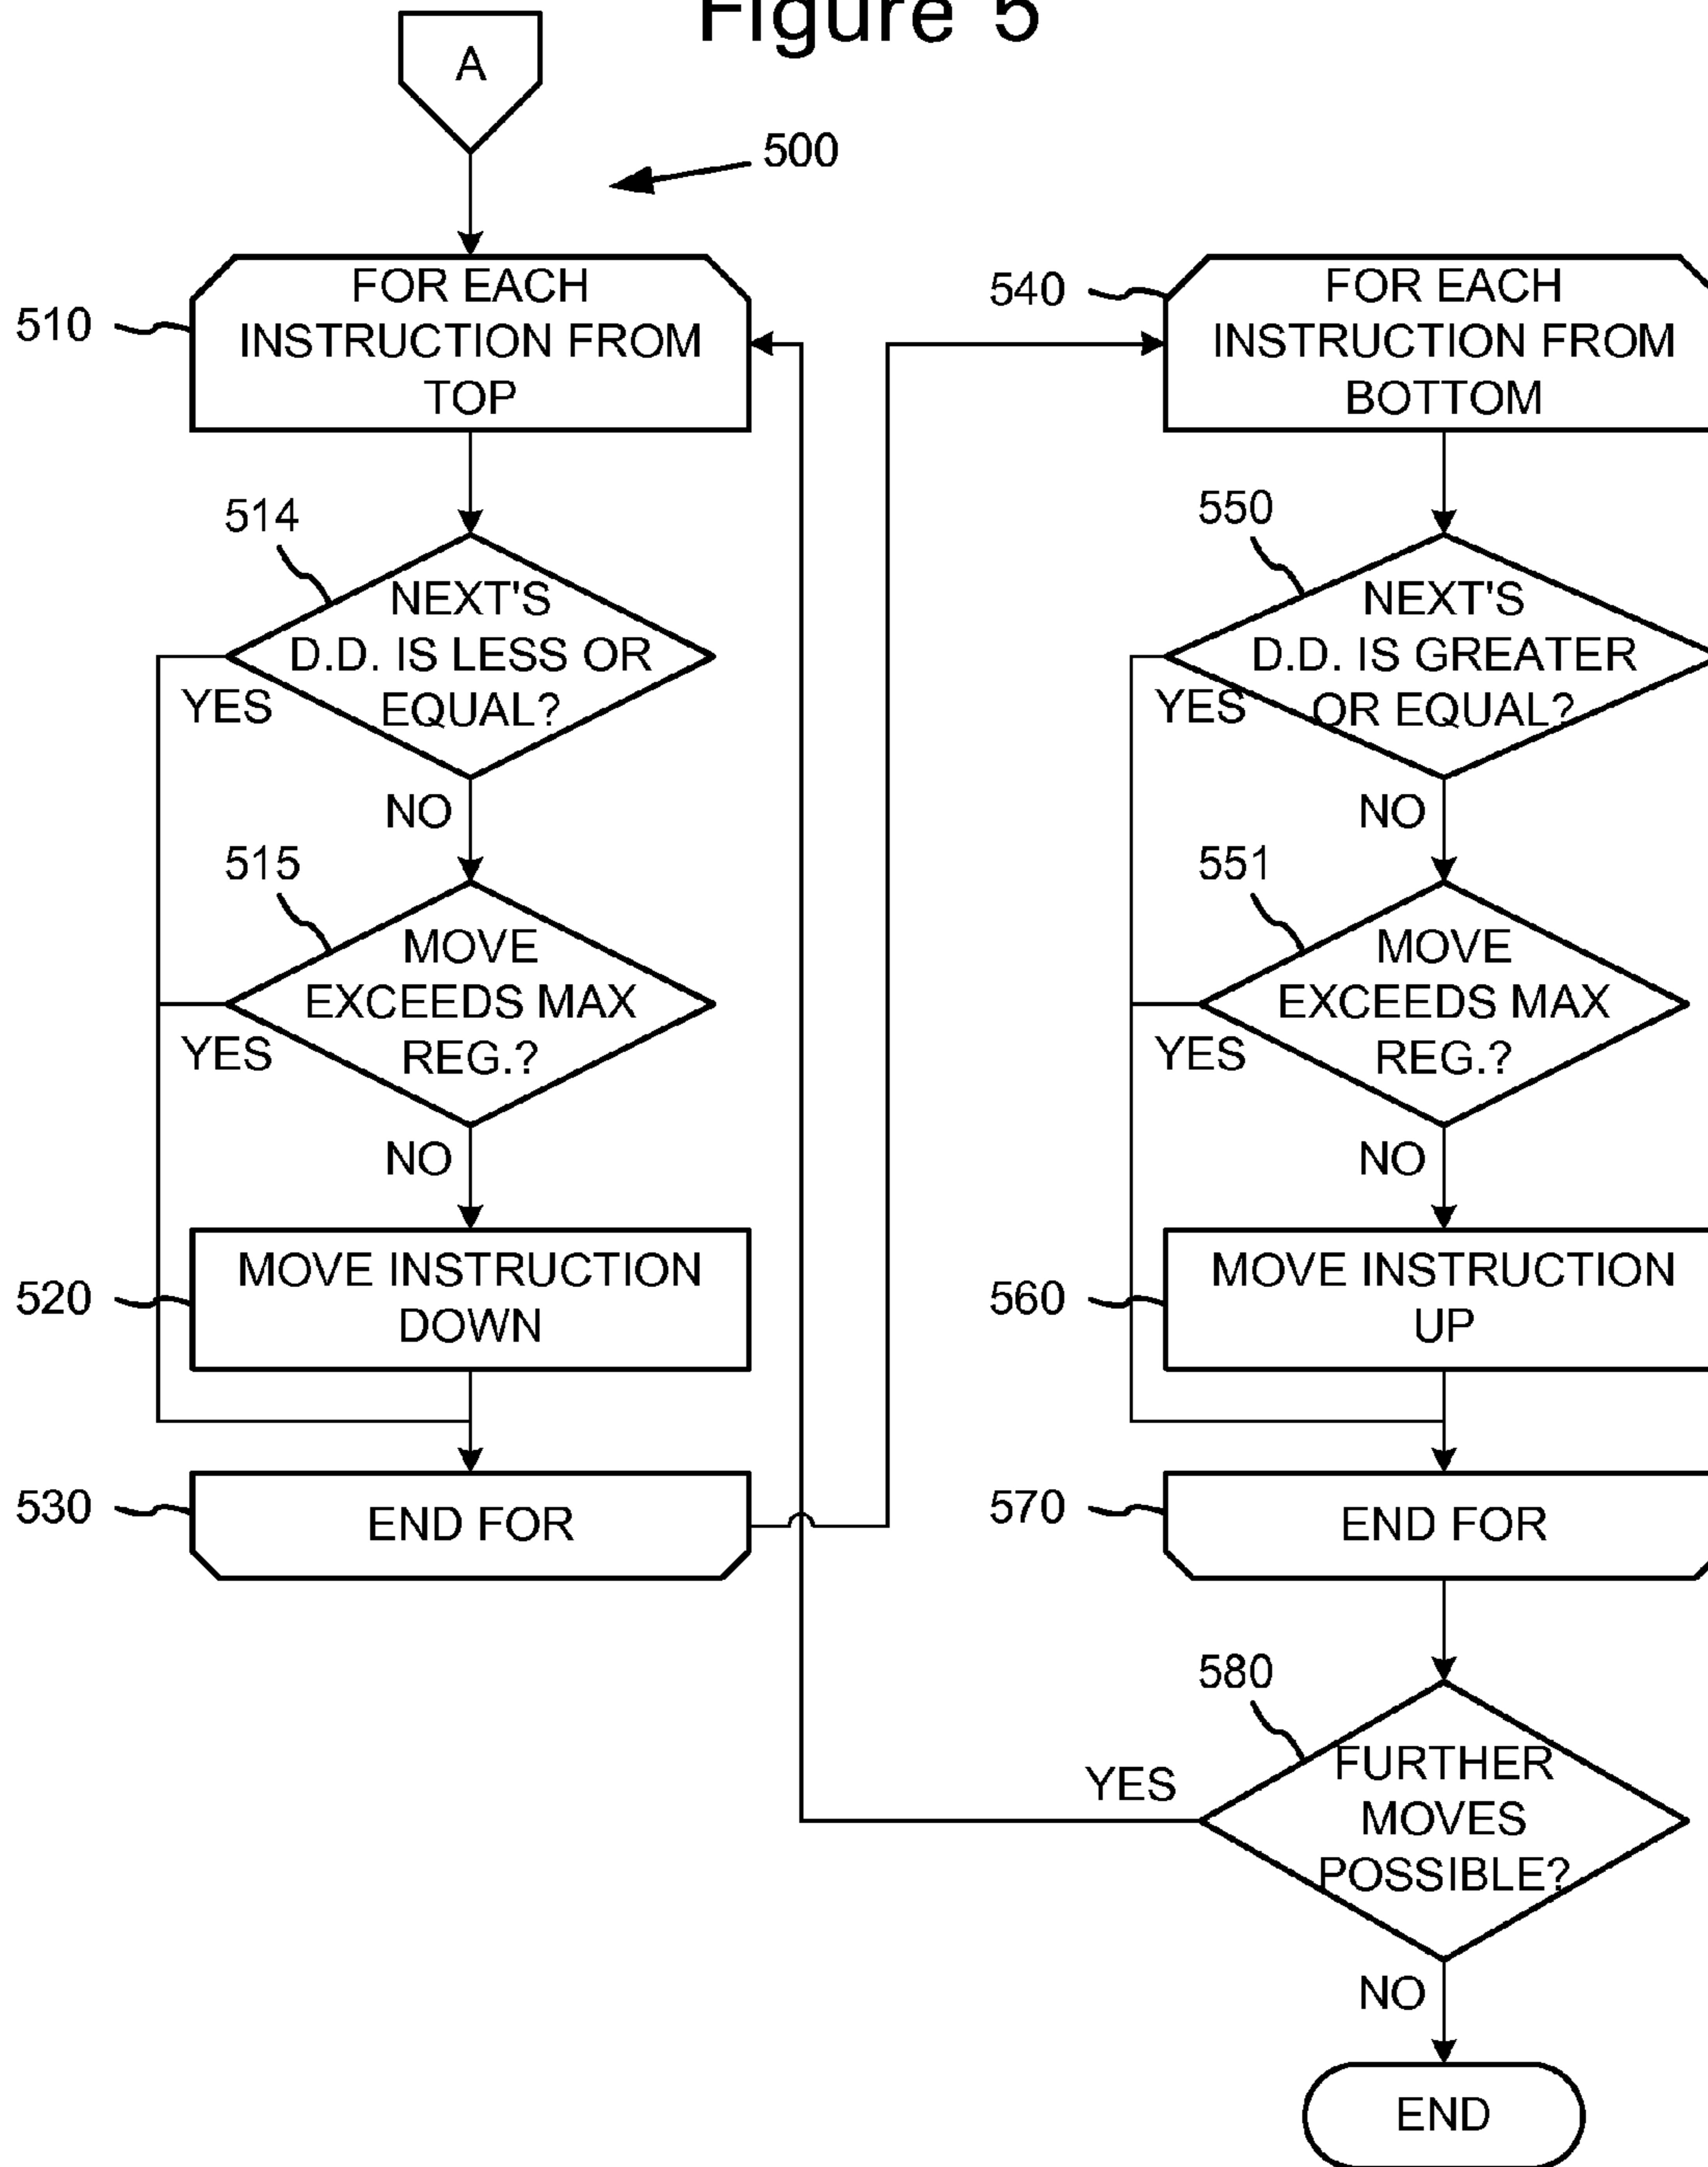 Figure 5
A
500
510
FOR EACH
INSTRUCTION FROM
TOP
514
NEXT'S
D.D. IS LESS OR
EQUAL?
YES
NO
515
MOVE
EXCEEDS MAX
REG.?
YES
NO
520
MOVE INSTRUCTION
DOWN
530
END FOR
540
FOR EACH
INSTRUCTION FROM
BOTTOM
550
NEXT'S
D.D. IS GREATER
OR EQUAL?
YES
NO
551
MOVE
EXCEEDS MAX
REG.?
YES
NO
560
MOVE INSTRUCTION
UP
570
END FOR
580
FURTHER
MOVES
POSSIBLE?
YES
NO
END